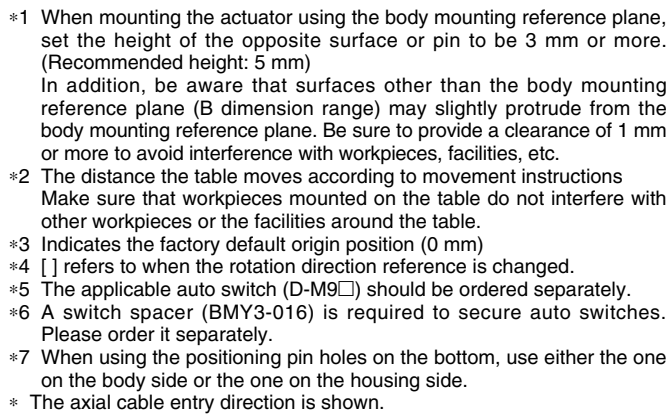 *1 When mounting the actuator using the body mounting reference plane,
set the height of the opposite surface or pin to be 3 mm or more.
(Recommended height: 5 mm)
In addition, be aware that surfaces other than the body mounting
reference plane (B dimension range) may slightly protrude from the
body mounting reference plane. Be sure to provide a clearance of 1 mm
or more to avoid interference with workpieces, facilities, etc.
*2 The distance the table moves according to movement instructions
Make sure that workpieces mounted on the table do not interfere with
other workpieces or the facilities around the table.
*3 Indicates the factory default origin position (0 mm)
*4 [ ] refers to when the rotation direction reference is changed.
*5 The applicable auto switch (D-M9□) should be ordered separately.
*6 A switch spacer (BMY3-016) is required to secure auto switches.
Please order it separately.
*7 When using the positioning pin holes on the bottom, use either the one
on the body side or the one on the housing side.
* The axial cable entry direction is shown.